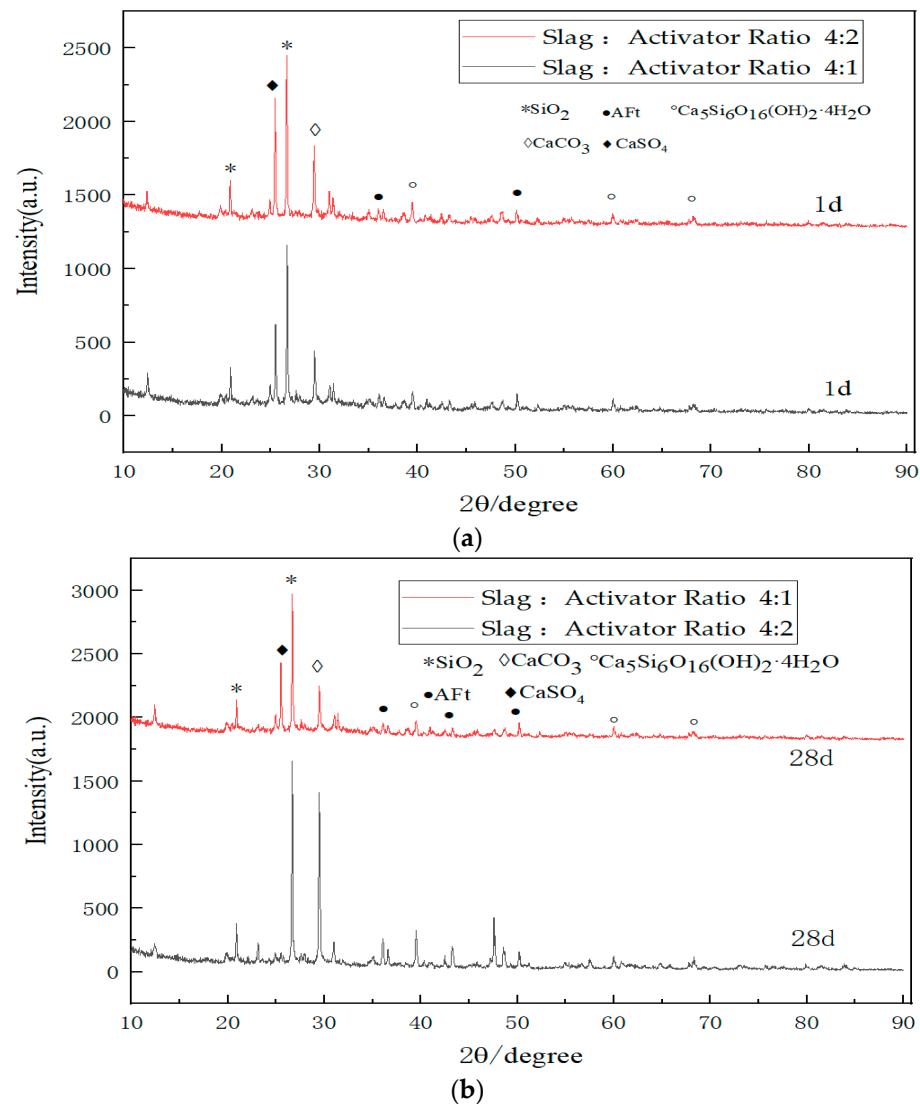 (a)
2500
2000
1500
1000
500
0
Intensity(a.u.)
Slag : Activator Ratio 4:2
Slag : Activator Ratio 4:1
*SiO2 ●AFt °Ca5Si6O16(OH)2·4H2O
◇CaCO3 ◆CaSO4
1d
1d
10 20 30 40 50 60 70 80 90
2θ/degree
(a)
3000
2500
2000
1500
1000
500
0
Intensity(a.u.)
Slag : Activator Ratio 4:1
Slag : Activator Ratio 4:2
*SiO2 ◇CaCO3 °Ca5Si6O16(OH)2·4H2O
●AFt ◆CaSO4
28d
28d
10 20 30 40 50 60 70 80 90
2θ/degree
(b)